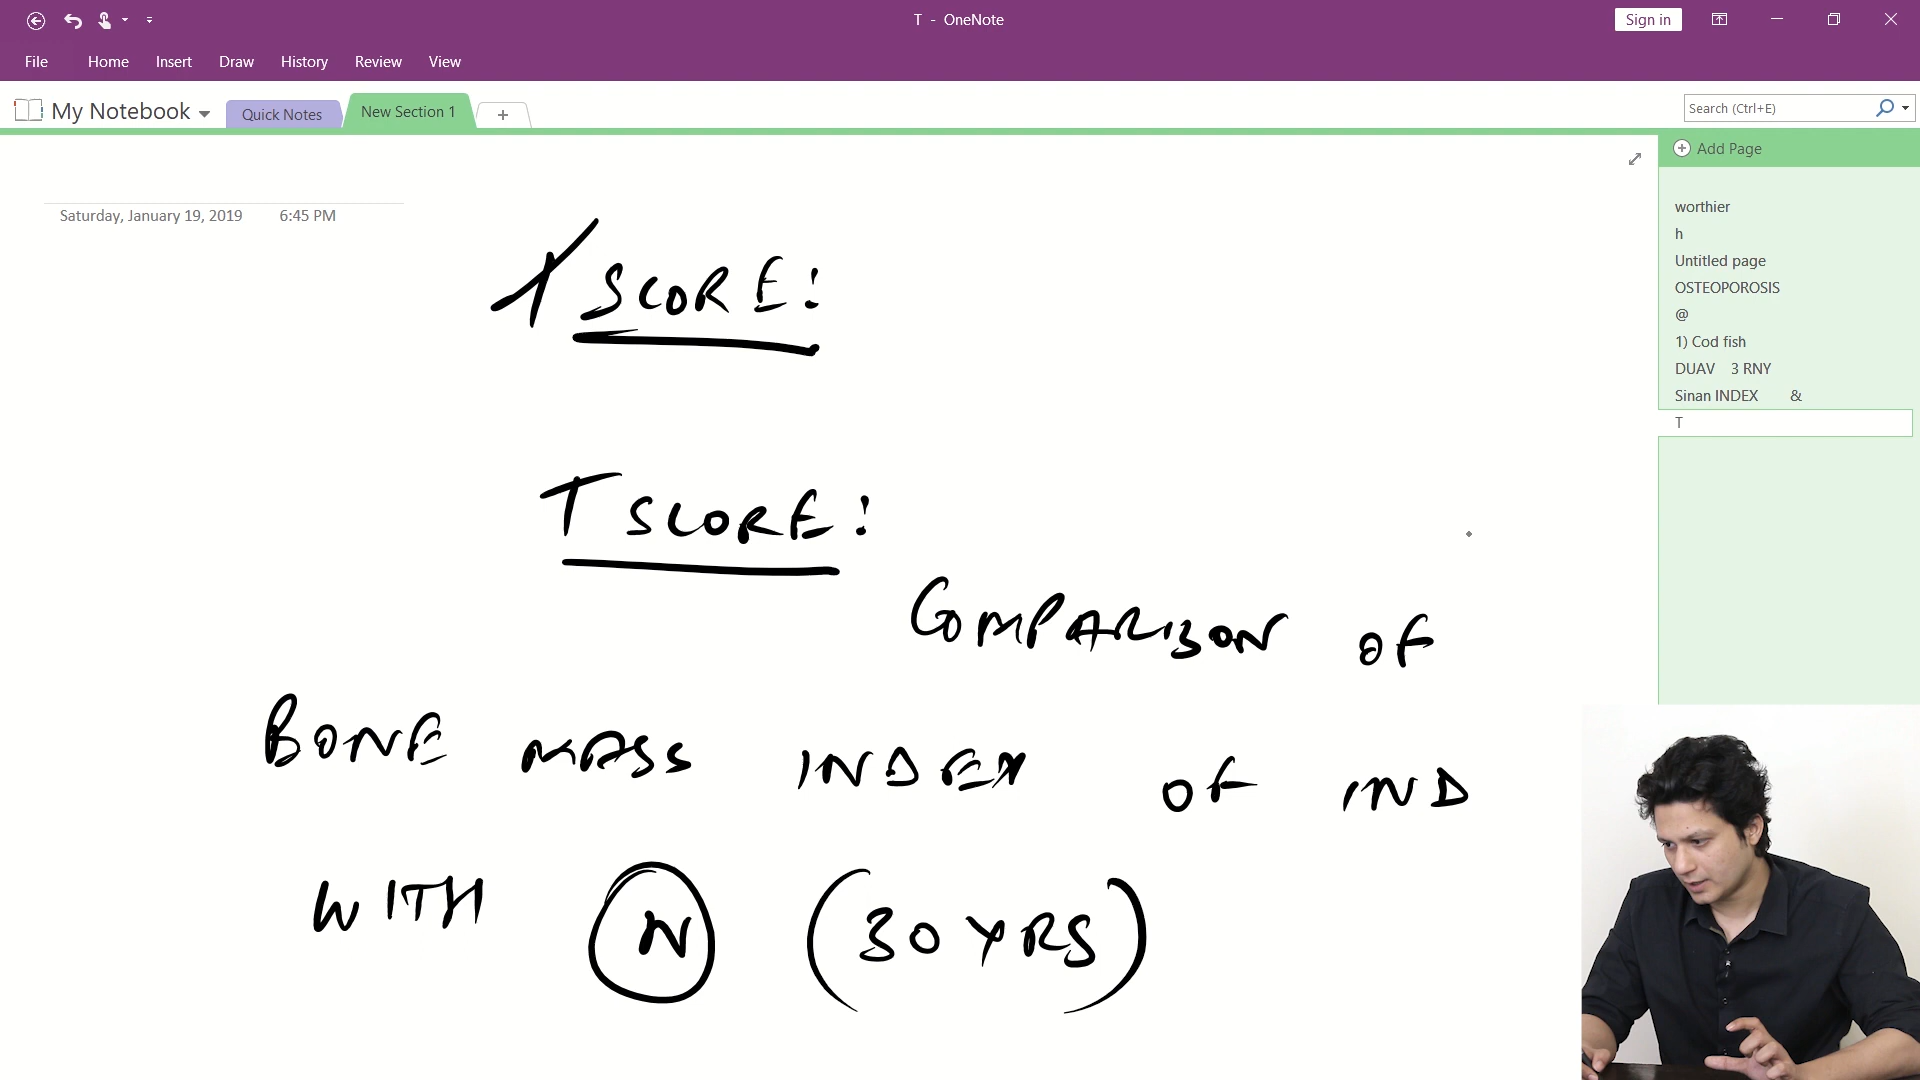 T - OneNote
Sign in
File Home Insert Draw History Review View
My Notebook Quick Notes New Section 1 +
Search (Ctrl+E)
Add Page
Saturday, January 19, 2019 6:45 PM
worthier
h
Untitled page
OSTEOPOROSIS
@
1) Cod fish
DUAV 3 RNY
Sinan INDEX &
T
SCORE:
T SCORE:
COMPARISON OF
BONE MASS INDEX OF IND
WITH N (30 YRS)